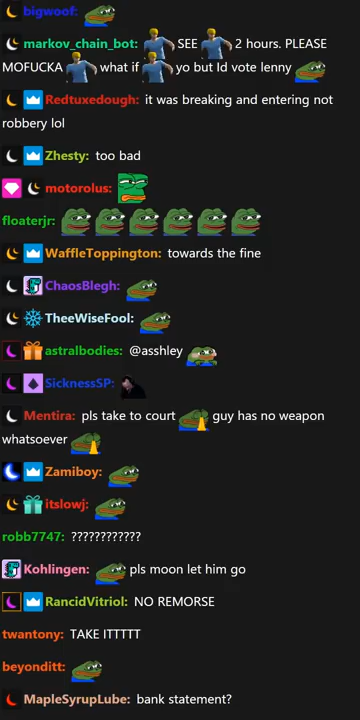 bigwoof:
markov_chain_bot: SEE 2 hours. PLEASE
MOFUCKA what if yo but Id vote lenny
Redtuxedough: it was breaking and entering not
robbery lol
Zhesty: too bad
motorolus:
floaterjr:
WaffleToppington: towards the fine
ChaosBlegh:
TheeWiseFool:
astralbodies: @asshley
SicknessSP:
Mentira: pls take to court guy has no weapon
whatsoever
Zamiboy:
itslowj:
robb7747: ????????????
Kohlingen: pls moon let him go
RancidVitriol: NO REMORSE
twantony: TAKE ITTTTT
beyonditt:
MapleSyrupLube: bank statement?